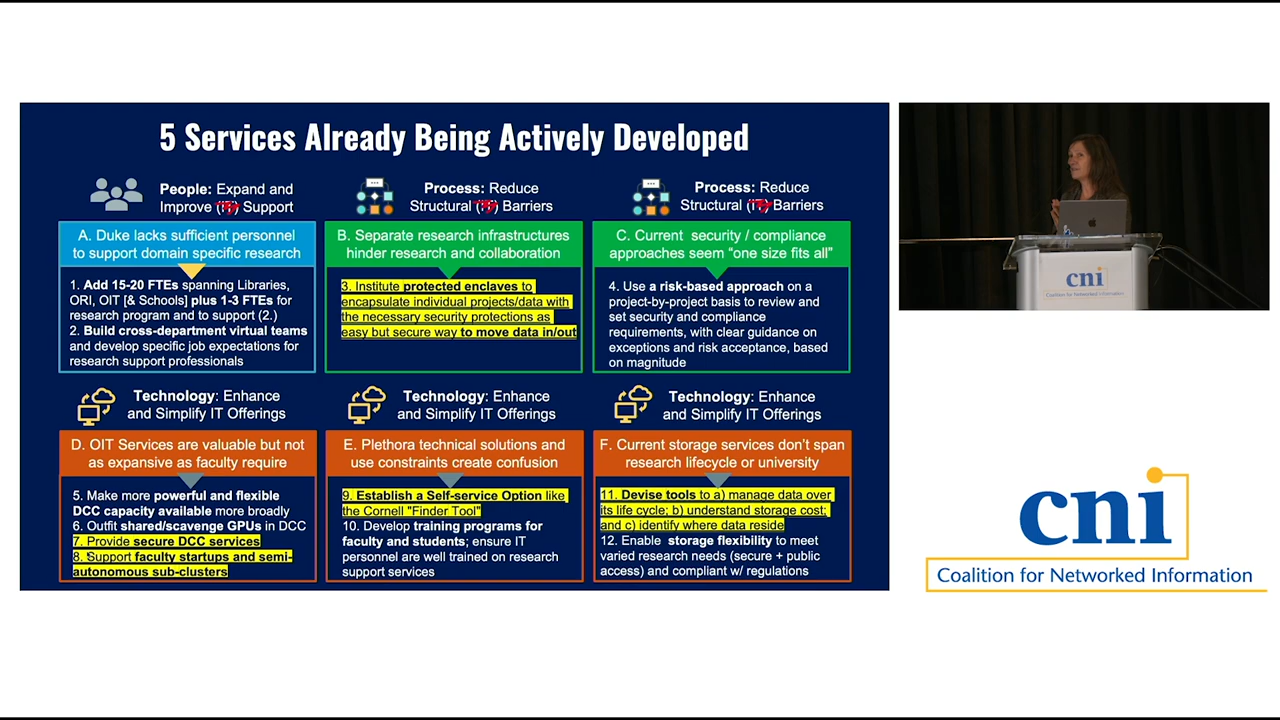 5 Services Already Being Actively Developed
People: Expand and
Improve (IT) Support
A. Duke lacks sufficient personnel
to support domain specific research
1. Add 15-20 FTEs spanning Libraries,
ORI, OIT [& Schools] plus 1-3 FTEs for
research program and to support (2.)
2. Build cross-department virtual teams
and develop specific job expectations for
research support professionals
Process: Reduce
Structural (IT) Barriers
B. Separate research infrastructures
hinder research and collaboration
3. Institute protected enclaves to
encapsulate individual projects/data with
the necessary security protections as
easy but secure way to move data in/out
Process: Reduce
Structural (IT) Barriers
C. Current security / compliance
approaches seem “one size fits all”
4. Use a risk-based approach on a
project-by-project basis to review and
set security and compliance
requirements, with clear guidance on
exceptions and risk acceptance, based
on magnitude
Technology: Enhance
and Simplify IT Offerings
D. OIT Services are valuable but not
as expansive as faculty require
5. Make more powerful and flexible
DCC capacity available more broadly
6. Outfit shared/scavenge GPUs in DCC
7. Provide secure DCC services
8. Support faculty startups and semi-
autonomous sub-clusters
Technology: Enhance
and Simplify IT Offerings
E. Plethora technical solutions and
use constraints create confusion
9. Establish a Self-service Option like
the Cornell "Finder Tool"
10. Develop training programs for
faculty and students; ensure IT
personnel are well trained on research
support services
Technology: Enhance
and Simplify IT Offerings
F. Current storage services don’t span
research lifecycle or university
11. Devise tools to a) manage data over
its life cycle; b) understand storage cost;
and c) identify where data reside
12. Enable storage flexibility to meet
varied research needs (secure + public
access) and compliant w/ regulations
cni
Coalition for Networked Information
cni
Coalition for Networked Information